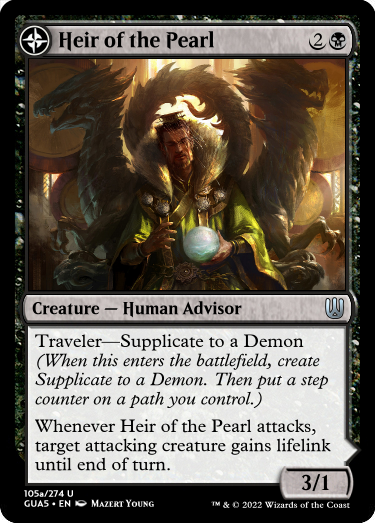 Heir of the Pearl 2
Creature — Human Advisor
Traveler—Supplicate to a Demon
(When this enters the battlefield, create
Supplicate to a Demon. Then put a step
counter on a path you control.)
Whenever Heir of the Pearl attacks,
target attacking creature gains lifelink
until end of turn.
3/1
105a/274 U
GUA5 • EN Mazert Young
™ & © 2022 Wizards of the Coast